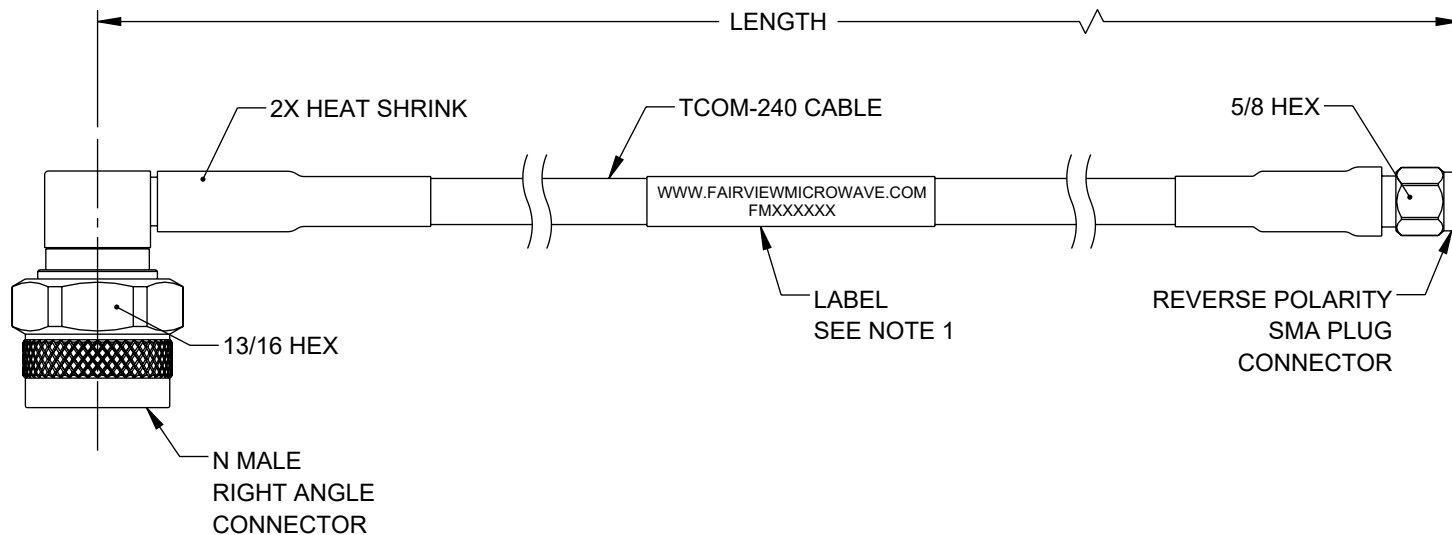 LENGTH
2X HEAT SHRINK
TCOM-240 CABLE
5/8 HEX
WWW.FAIRVIEWMICROWAVE.COM
FMXXXXXX
LABEL
SEE NOTE 1
REVERSE POLARITY
SMA PLUG
CONNECTOR
13/16 HEX
N MALE
RIGHT ANGLE
CONNECTOR